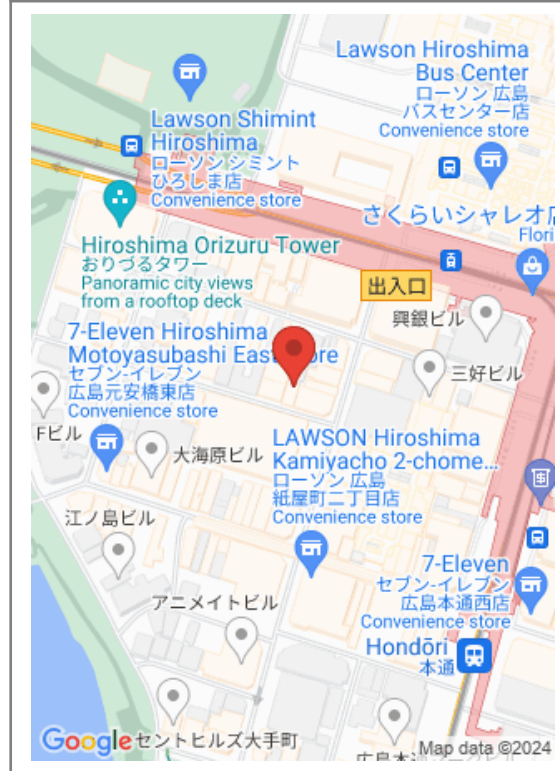 Lawson Hiroshima
Bus Center
ローソン 広島
バスセンター店
Convenience store
Lawson Shimint
Hiroshima
ローソン シミント
ひろしま店
Convenience store
さくらいシャレオ店
Flori
Hiroshima Orizuru Tower
おりづるタワー
Panoramic city views
from a rooftop deck
出入口
興銀ビル
7-Eleven Hiroshima
Motoyasubashi East Store
セブン-イレブン
広島元安橋東店
Convenience store
三好ビル
Fビル
大海原ビル
LAWSON Hiroshima
Kamiyacho 2-chome...
ローソン 広島
紙屋町二丁目店
Convenience store
江ノ島ビル
7-Eleven
セブン-イレブン
広島本通西店
Convenience store
アニメイトビル
Hondōri
本通
Google
セントヒルズ大手町
Map data ©2024